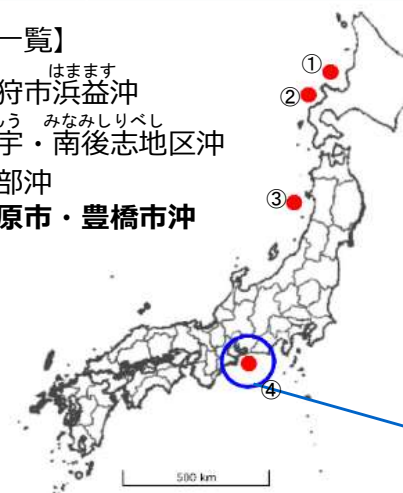 一覧】
はまます
狩市浜益沖
う みなみしりべし
宇・南後志地区沖
部沖
原市・豊橋市沖
①
②
③
④
500 km